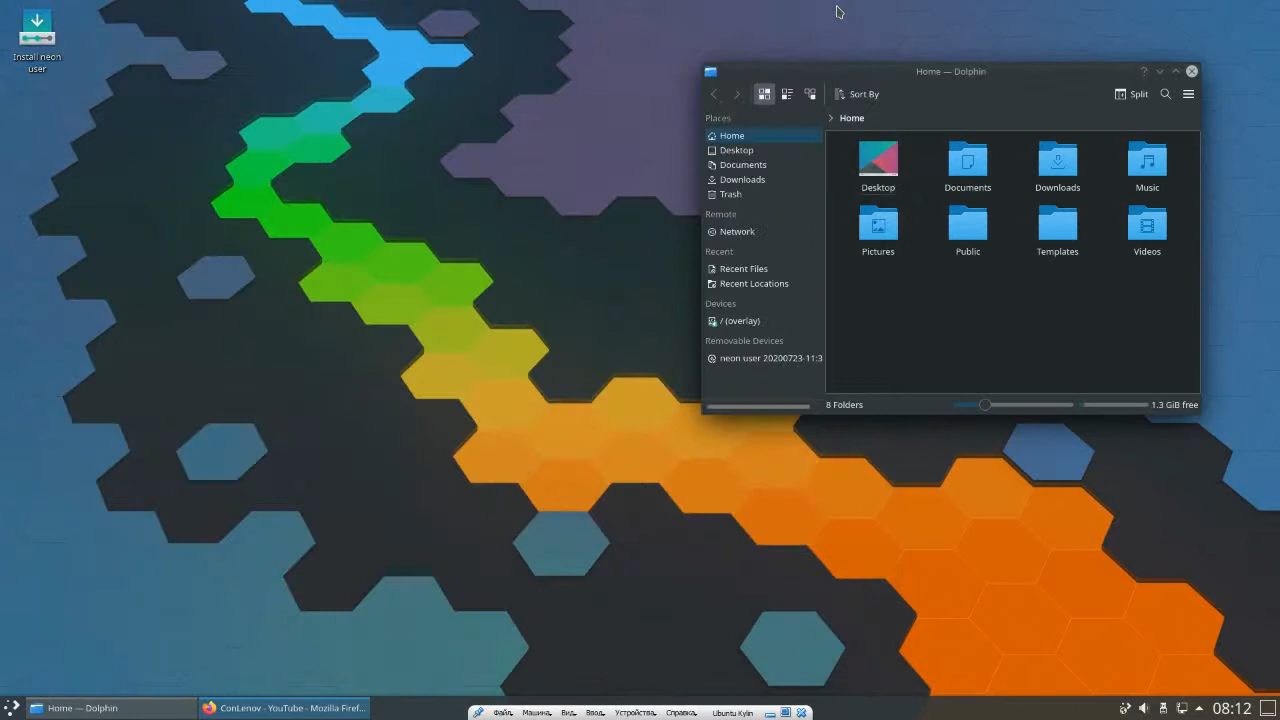 Install neon
user
Home — Dolphin
Sort By
Split
Places
Home
Desktop
Documents
Downloads
Trash
Remote
Network
Recent
Recent Files
Recent Locations
Devices
/ (overlay)
Removable Devices
neon user 20200723-11:3
Home
Desktop
Documents
Downloads
Music
Pictures
Public
Templates
Videos
8 Folders
1.3 GiB free
Home — Dolphin
ConLenov - YouTube - Mozilla Firef...
Файл
Машина
Вид
Ввод
Устройства
Справка
Ubuntu Kylin
08:12